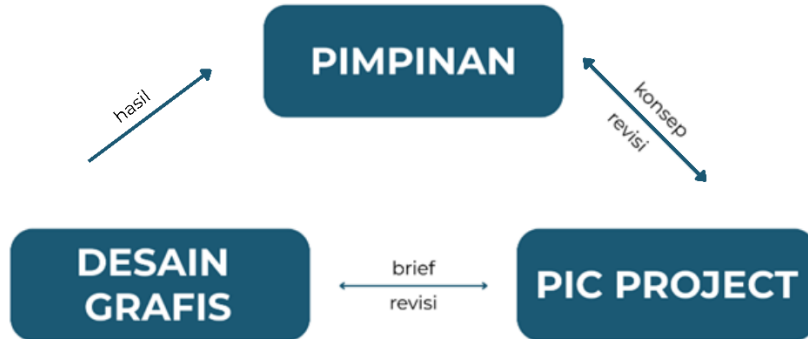 PIMPINAN
hasil
konsep
revisi
DESAIN
GRAFIS
brief
revisi
PIC PROJECT